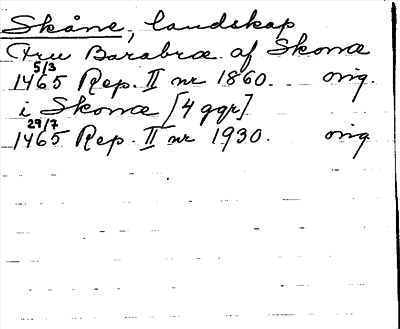 Skåne, landskap
Fru Barabræ af Skonæ
1465 5/3 Rep. II nr 1860. orig.
i Skonæ [4 ggr]
1465 29/7 Rep. II nr 1930. orig